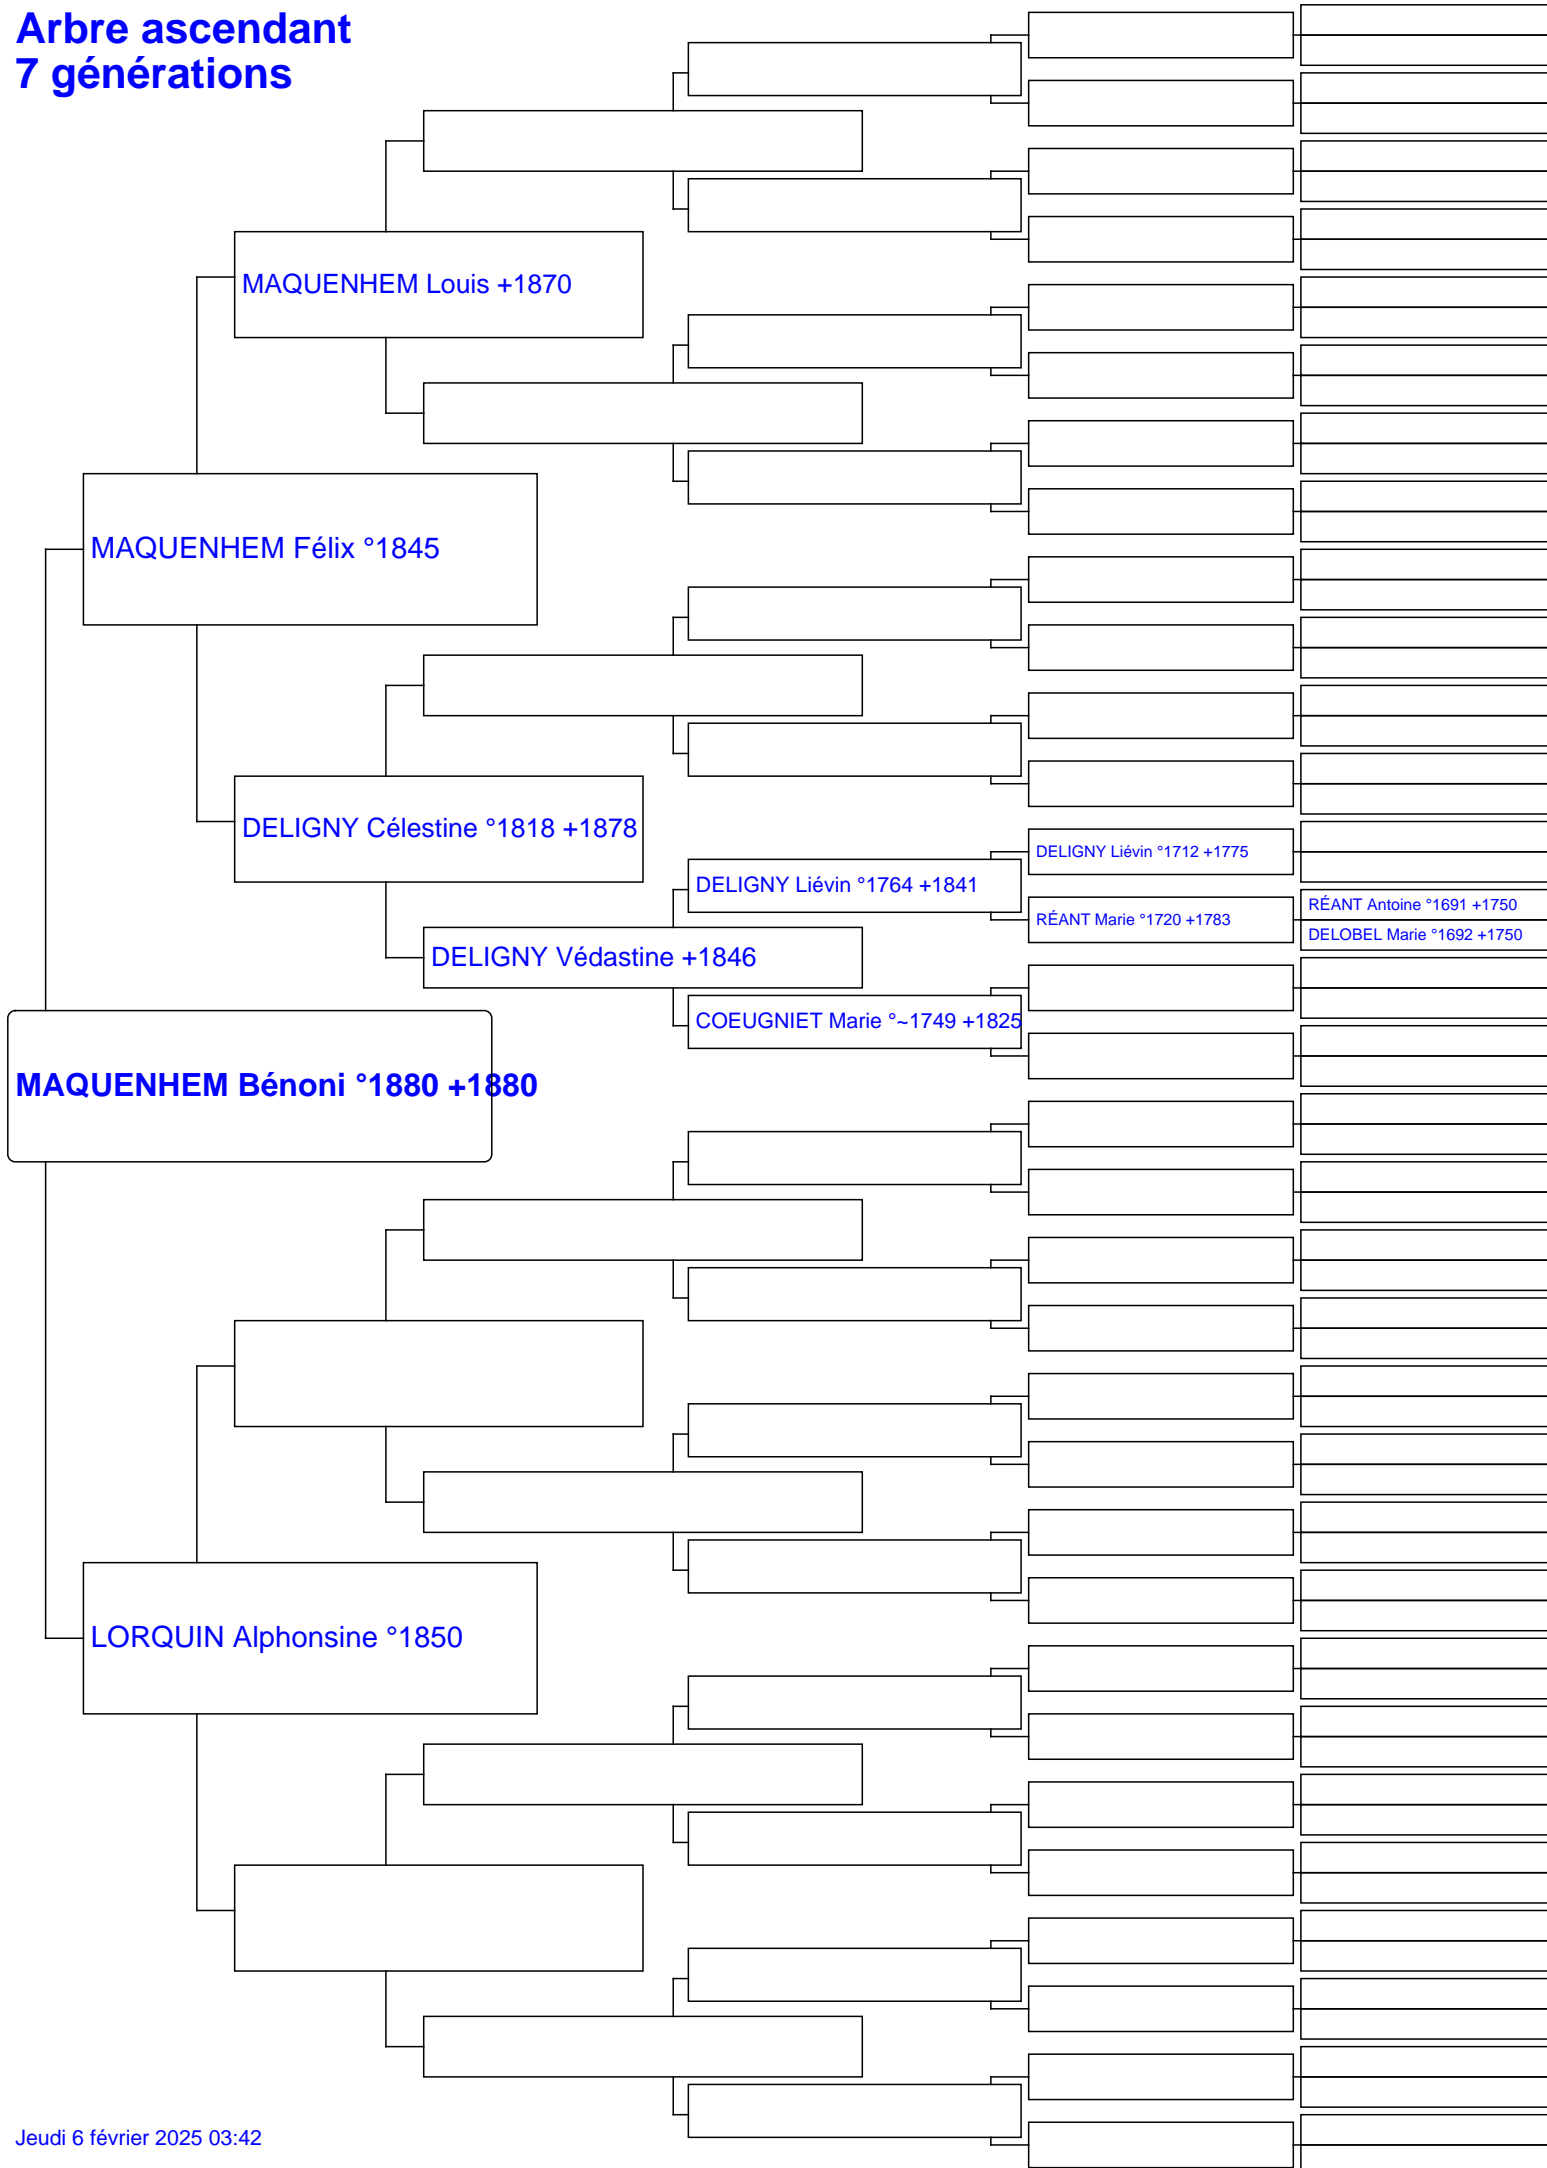 Arbre ascendant
7 générations
MAQUENHEM Louis +1870
MAQUENHEM Félix °1845
DELIGNY Célestine °1818 +1878
DELIGNY Liévin °1712 +1775
DELIGNY Liévin °1764 +1841
RÉANT Antoine °1691 +1750
RÉANT Marie °1720 +1783
DELOBEL Marie °1692 +1750
DELIGNY Védastine +1846
COEUGNIET Marie °~1749 +1825
MAQUENHEM Bénoni °1880 +1880
LORQUIN Alphonsine °1850
Jeudi 6 février 2025 03:42